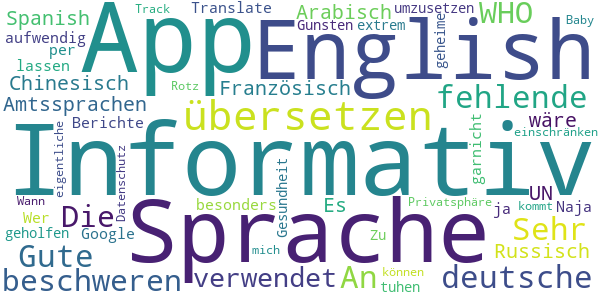 Spanish
Track
Translate
Arabisch
umzusetzen
WHO
Baby
App
English
Gunsten
extrem
geheime
aufwendig
per
lassen
Chinesisch
Rotz
Französisch
fehlende
Amtssprachen
übersetzen
Berichte
garnicht
wäre
einschränken
eigentliche
Datenschutz
Informativ
Gesundheit
Wann
Die
besonders
Es
Privatsphäre
UN
Sprache
ja
kommt
Naja
Wer
geholfen
Google
Zu
Sehr
Gute
mich
Russisch
beschweren
verwendet
An
können
tuhen
deutsche